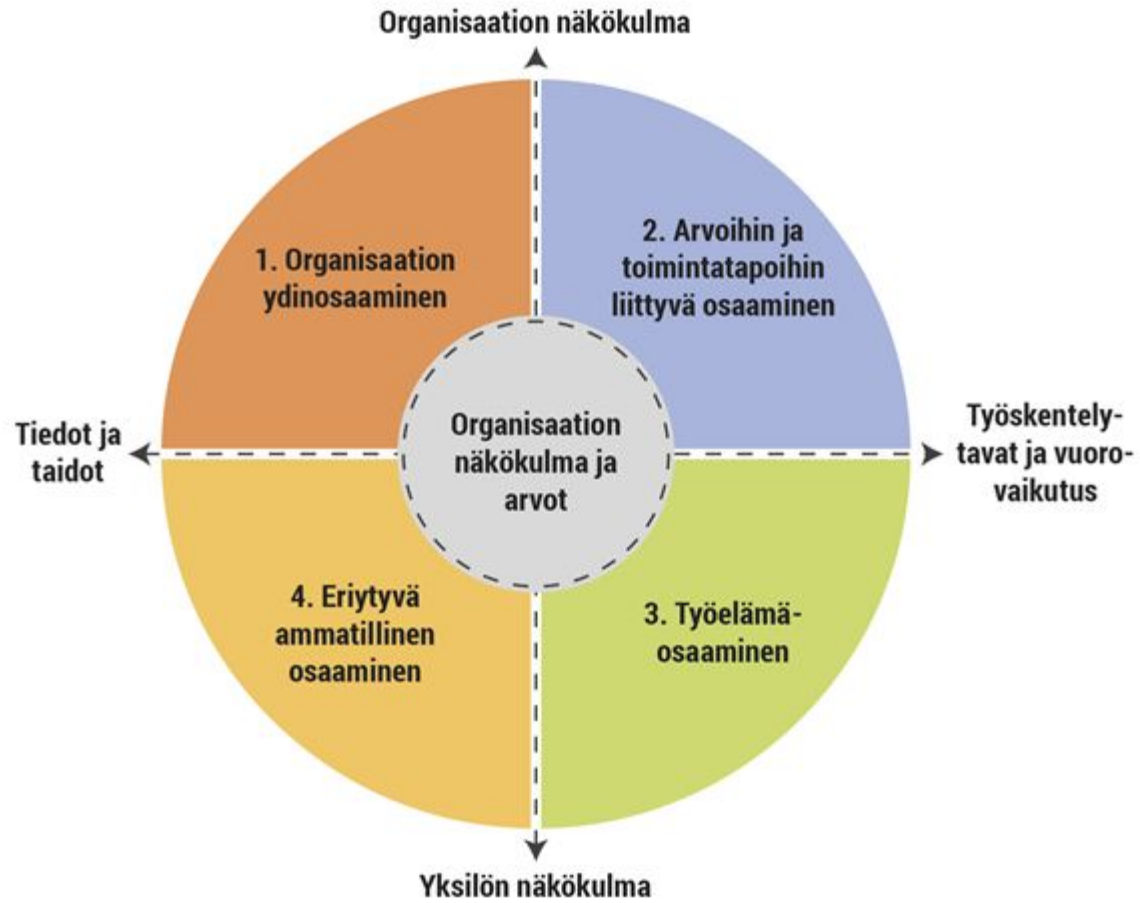 Organisaation näkökulma
1. Organisaation
ydinosaaminen
2. Arvoihin ja
toimintatapoihin
liittyvä osaaminen
Tiedot ja
taidot
Organisaation
näkökulma ja
arvot
Työskentely-
tavat ja vuoro-
vaikutus
4. Eriytyvä
ammatillinen
osaaminen
3. Työelämä-
osaaminen
Yksilön näkökulma